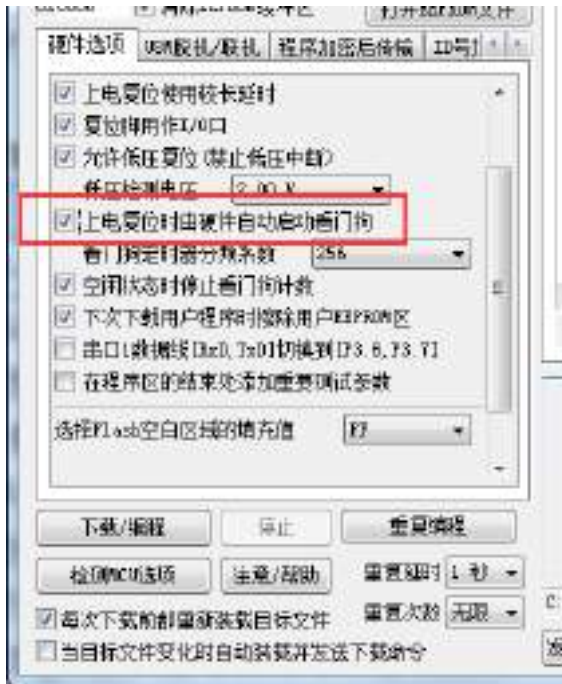 打开EEPROM文件
硬件选项 USB脱机/联机 程序加密后传输 ID号
上电复位使用较长延时
复位脚用作I/O口
允许低压复位(禁止低压中断)
低压检测电压
上电复位时由硬件自动启动看门狗
看门狗定时器分频系数 256
空闲状态时停止看门狗计数
下次下载用户程序时擦除用户EEPROM区
串口1数据线[RxD,TxD]切换到[P3.6,P3.7]
在程序区的结束处添加重要测试参数
选择Flash空白区域的填充值 FF
下载/编程 停止 重复编程
检测MCU选项 注意/帮助 重复延时 1 秒
每次下载前都重新装载目标文件 重复次数 无限
当目标文件变化时自动装载并发送下载命令